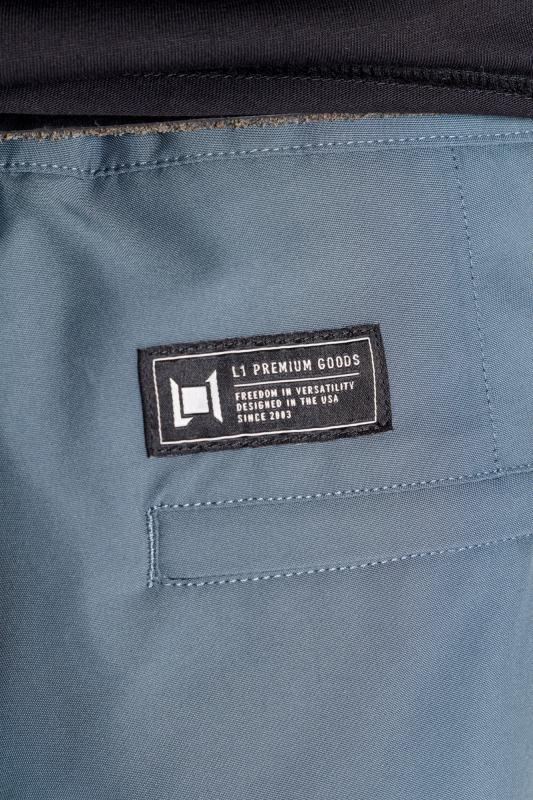 L1 PREMIUM GOODS
FREEDOM IN VERSATILITY
DESIGNED IN THE USA
SINCE 2003